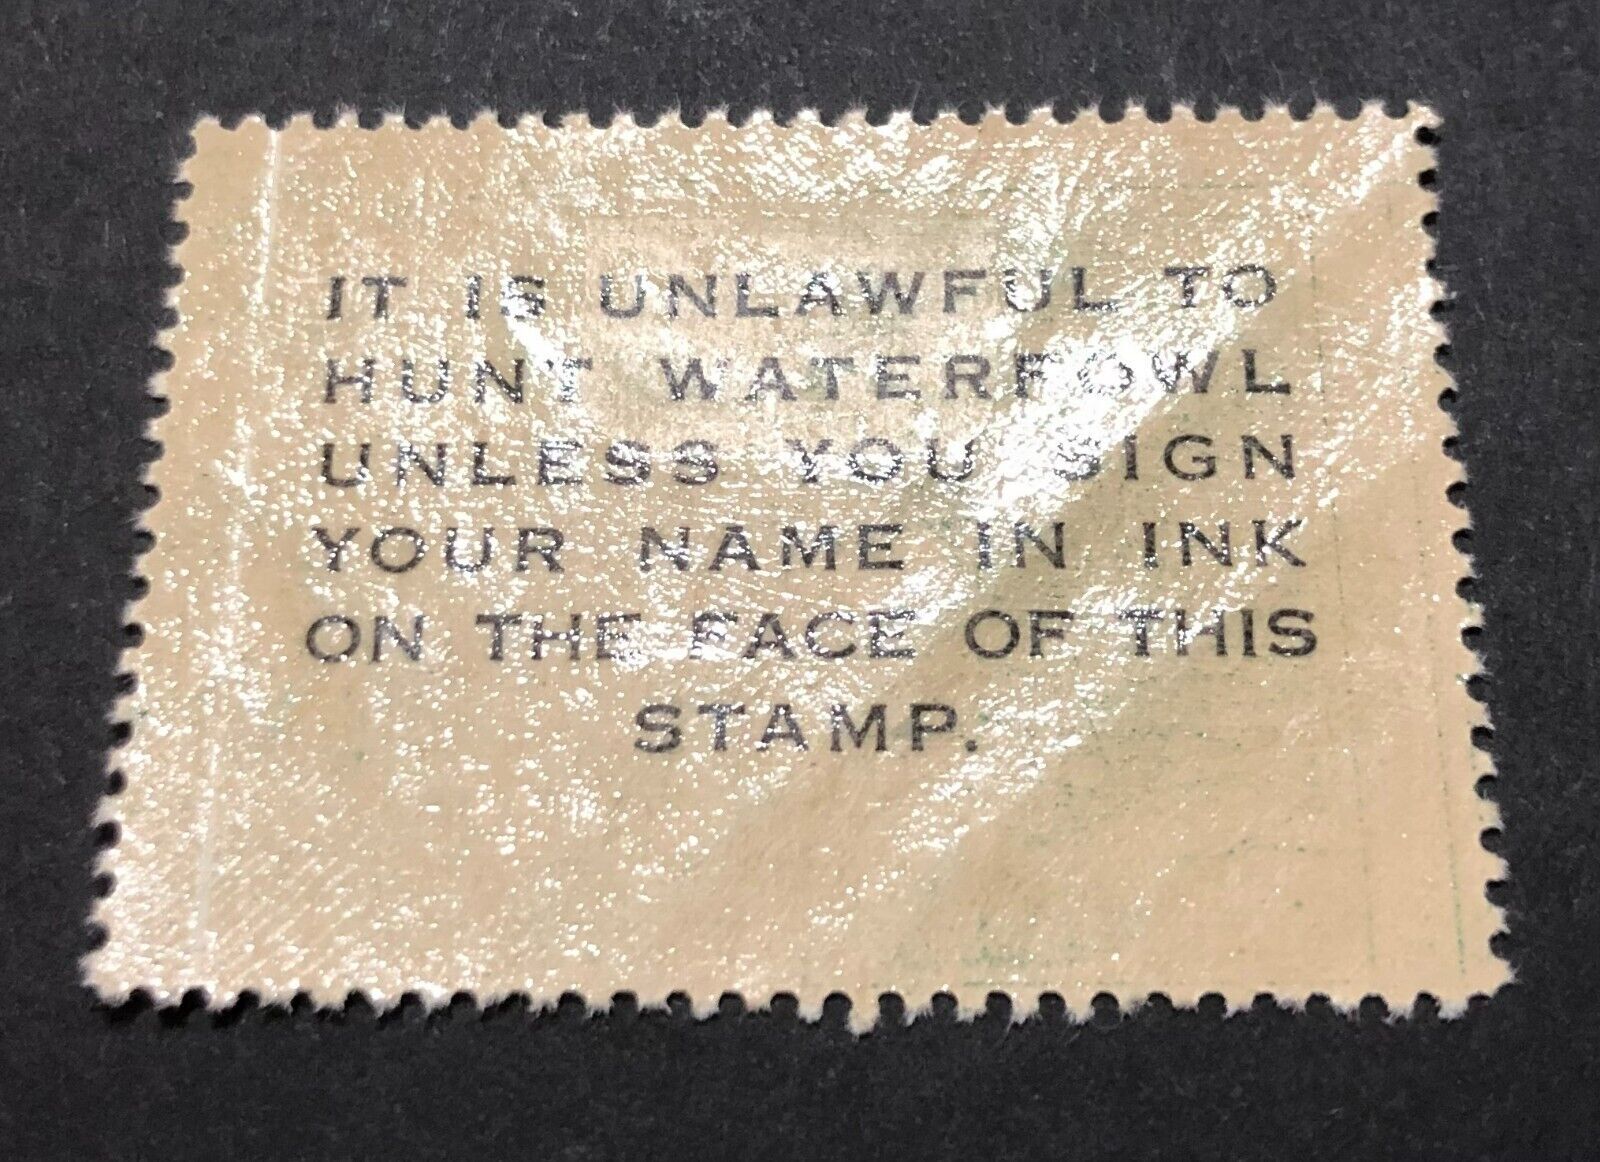 IT IS UNLAWFUL TO
HUNT WATERFOWL
UNLESS YOU SIGN
YOUR NAME IN INK
ON THE FACE OF THIS
STAMP.